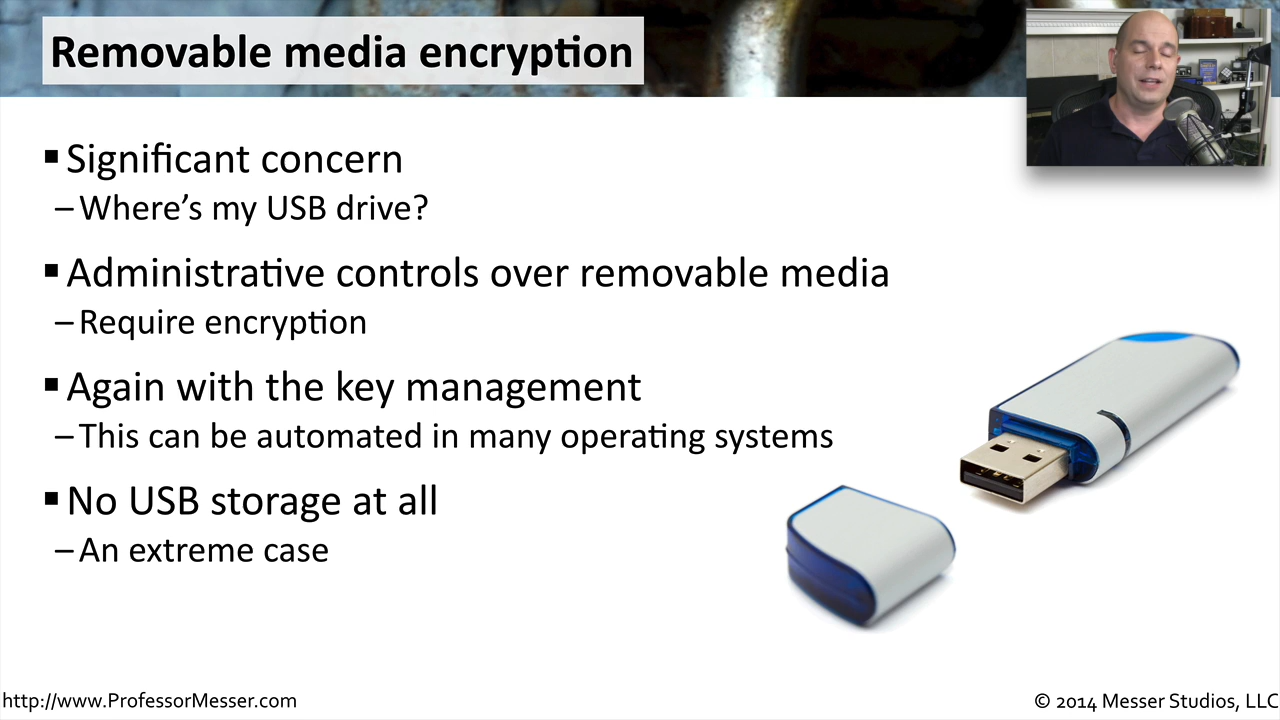 Removable media encryption
▪ Significant concern
– Where's my USB drive?
▪ Administrative controls over removable media
– Require encryption
▪ Again with the key management
– This can be automated in many operating systems
▪ No USB storage at all
– An extreme case
http://www.ProfessorMesser.com
© 2014 Messer Studios, LLC